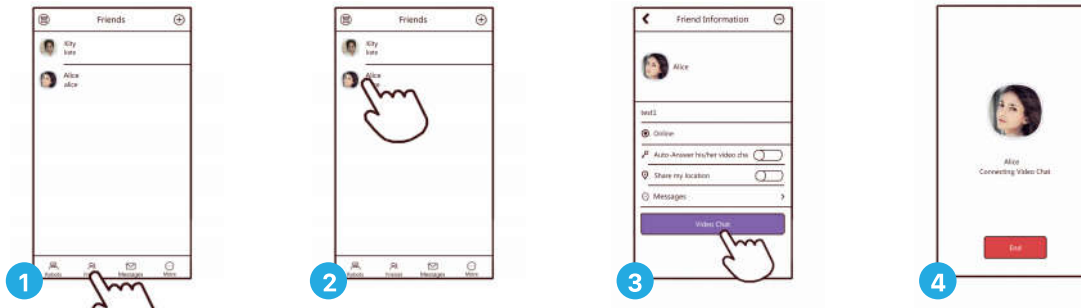 Friends
Kity
kate
Alice
alice
Robots
Messages
More
1
Friends
Kity
kate
Alice
Robots
Friends
Messages
More
2
Friend Information
Alice
test1
Online
Auto-Answer his/her video cha
Share my location
Messages
Video Chat
3
Alice
Connecting Video Chat
End
4